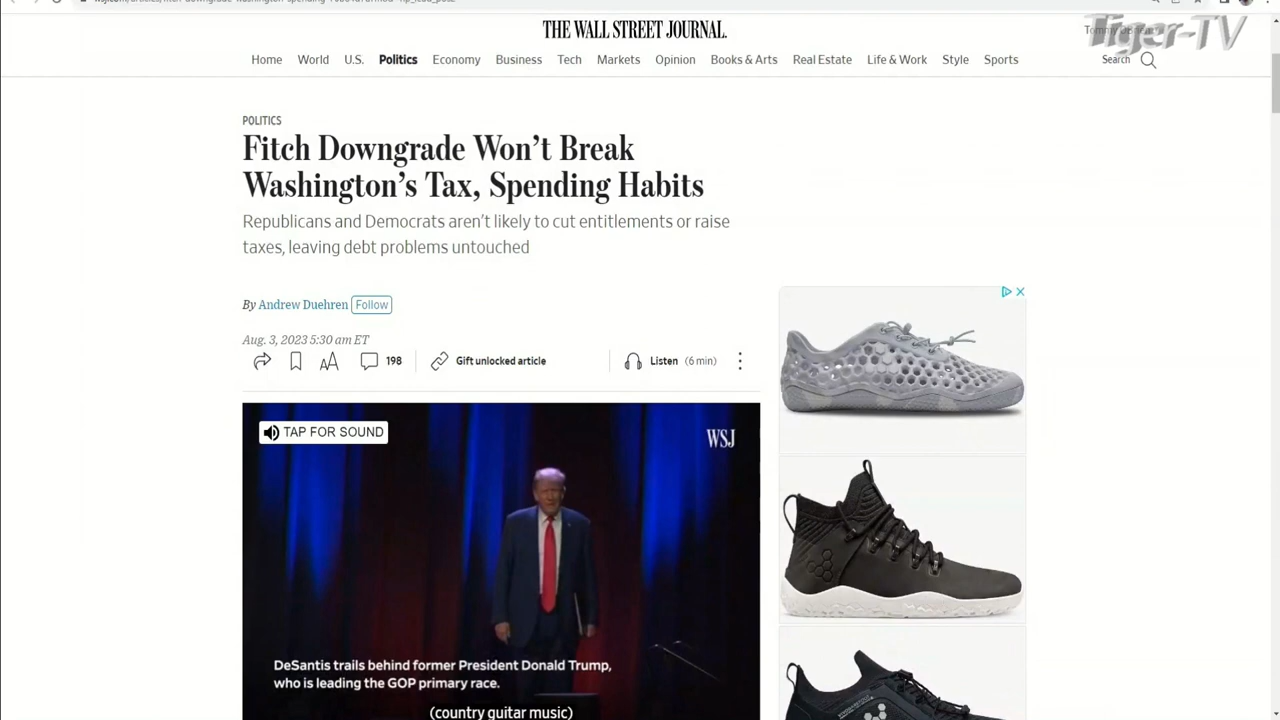 Tiger-TV
THE WALL STREET JOURNAL.
Home World U.S. Politics Economy Business Tech Markets Opinion Books & Arts Real Estate Life & Work Style Sports
Search
POLITICS
Fitch Downgrade Won't Break
Washington's Tax, Spending Habits
Republicans and Democrats aren't likely to cut entitlements or raise
taxes, leaving debt problems untouched
By Andrew Duehren Follow
Aug. 3, 2023 5:30 am ET
AA 198 Gift unlocked article Listen (6 min)
TAP FOR SOUND
WSJ
DeSantis trails behind former President Donald Trump,
who is leading the GOP primary race.
(country guitar music)